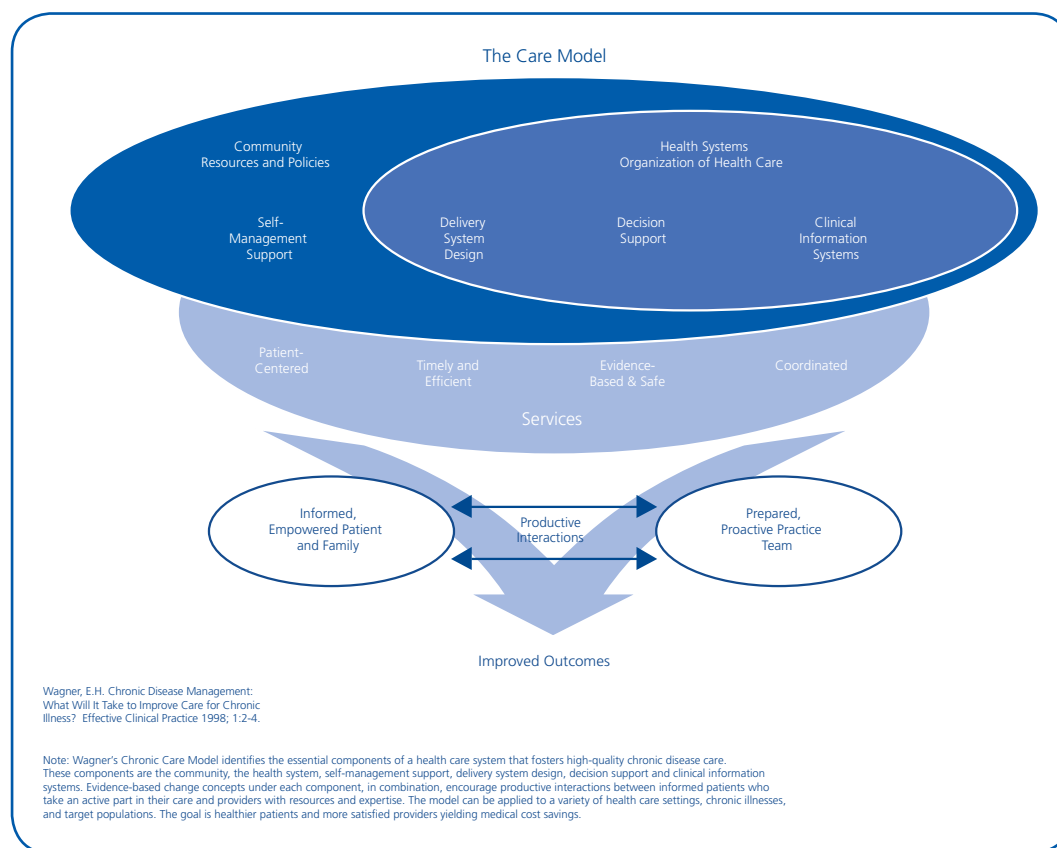 The Care Model
Community
Resources and Policies
Health Systems
Organization of Health Care
Self-
Management
Support
Delivery
System
Design
Decision
Support
Clinical
Information
Systems
Patient-
Centered
Timely and
Efficient
Evidence-
Based & Safe
Coordinated
Services
Informed,
Empowered Patient
and Family
Productive
Interactions
Prepared,
Proactive Practice
Team
Improved Outcomes
Wagner, E.H. Chronic Disease Management:
What Will It Take to Improve Care for Chronic
Illness? Effective Clinical Practice 1998; 1:2-4.
Note: Wagner's Chronic Care Model identifies the essential components of a health care system that fosters high-quality chronic disease care.
These components are the community, the health system, self-management support, delivery system design, decision support and clinical information
systems. Evidence-based change concepts under each component, in combination, encourage productive interactions between informed patients who
take an active part in their care and providers with resources and expertise. The model can be applied to a variety of health care settings, chronic illnesses,
and target populations. The goal is healthier patients and more satisfied providers yielding medical cost savings.